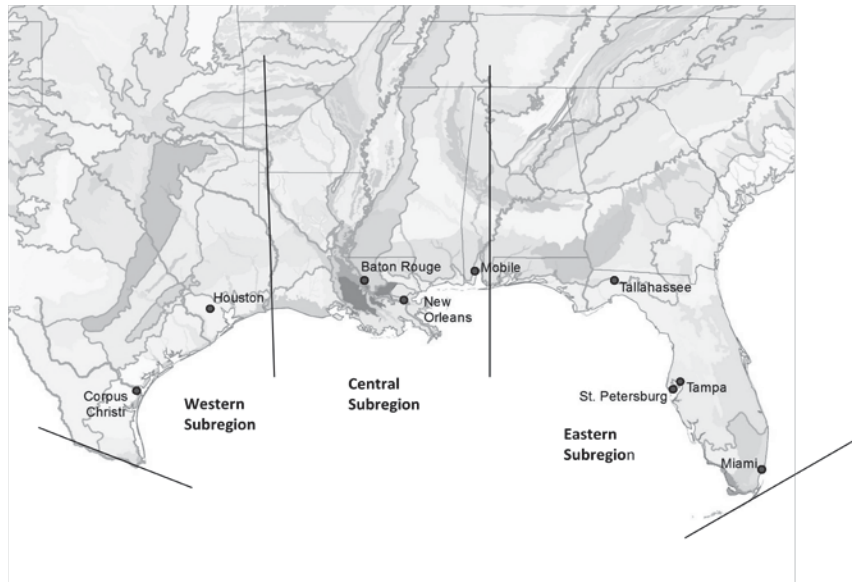 Baton Rouge
Mobile
Houston
New
Orleans
Tallahassee
Corpus
Christi
Western
Subregion
Central
Subregion
St. Petersburg
Tampa
Eastern
Subregion
Miami